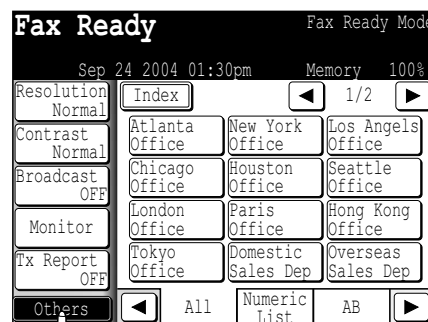 Fax Ready
Fax Ready Mode
Sep 24 2004 01:30pm Memory 100%
Resolution
Normal
Contrast
Normal
Broadcast
OFF
Monitor
Tx Report
OFF
Others
Index
1/2
Atlanta
Office
New York
Office
Los Angels
Office
Chicago
Office
Houston
Office
Seattle
Office
London
Office
Paris
Office
Hong Kong
Office
Tokyo
Office
Domestic
Sales Dep
Overseas
Sales Dep
All
Numeric
List
AB